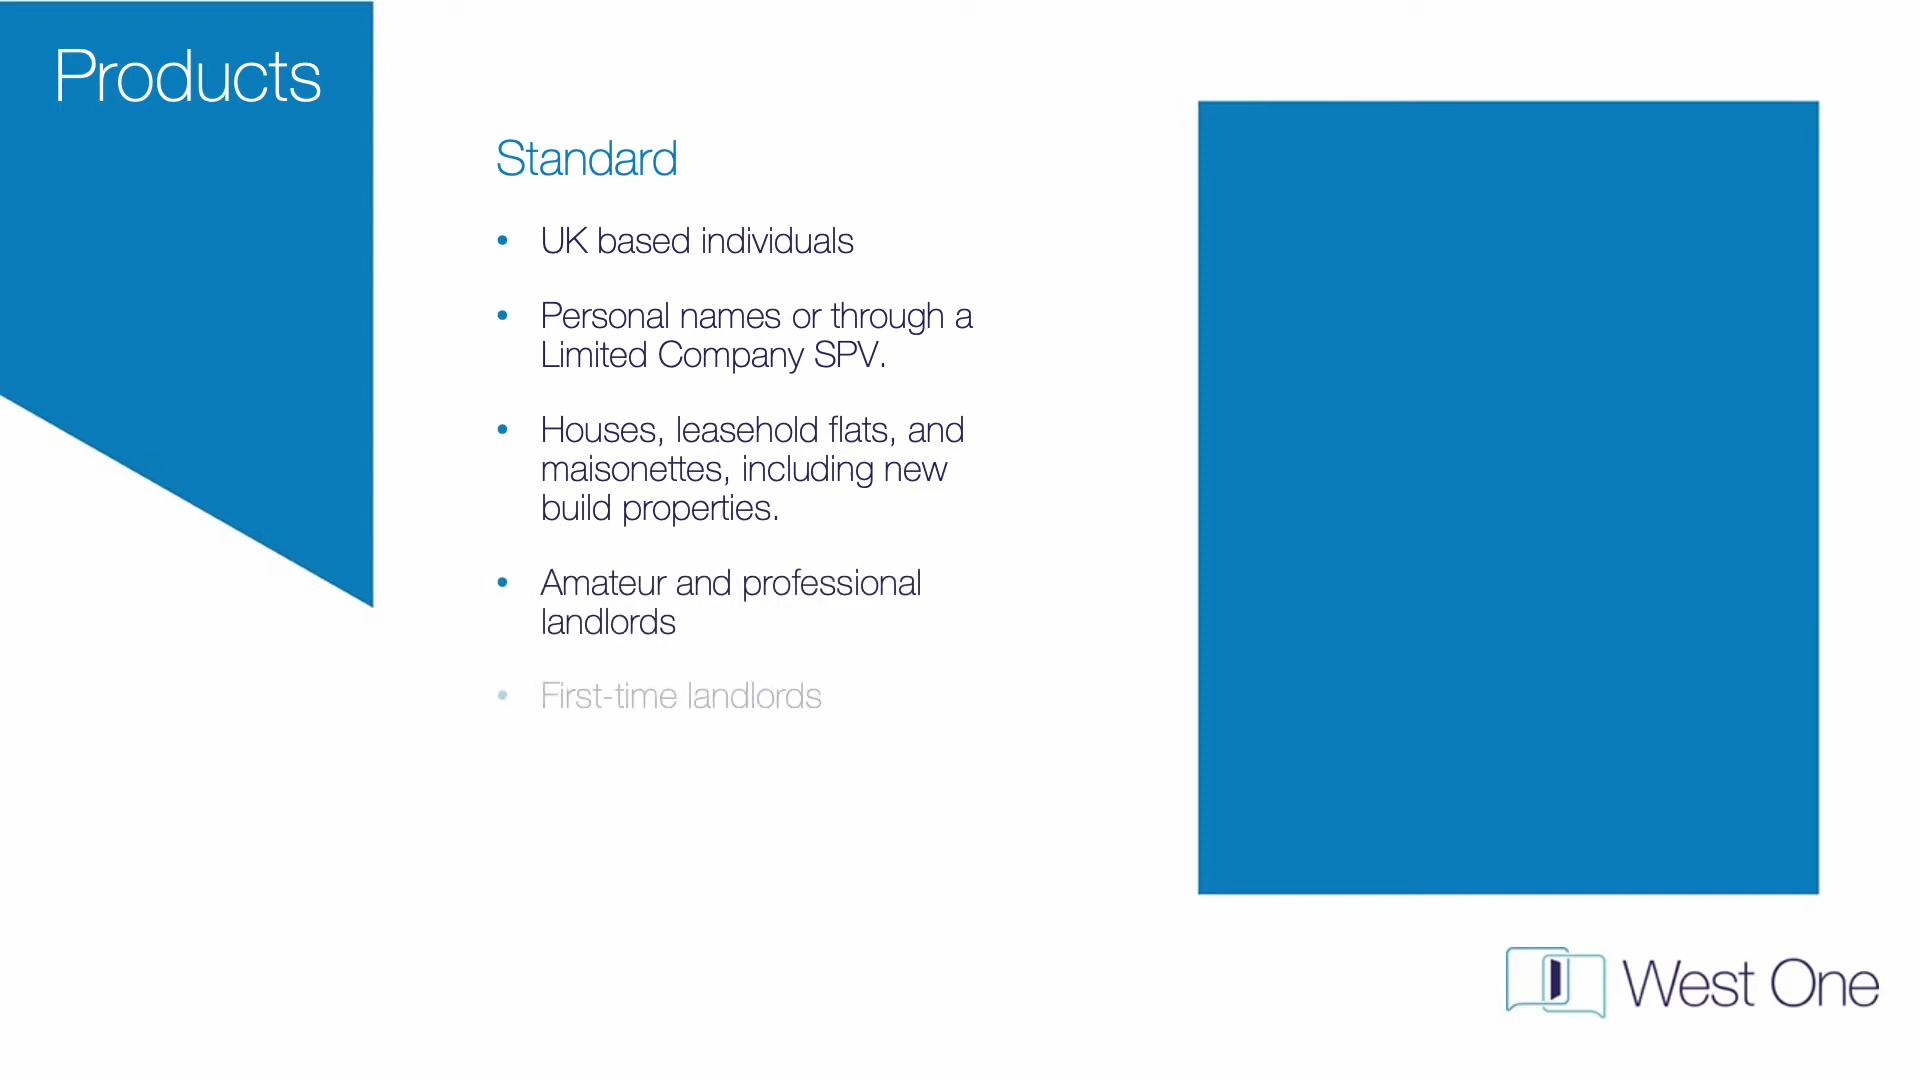 Products
Standard
• UK based individuals
• Personal names or through a
Limited Company SPV.
• Houses, leasehold flats, and
maisonettes, including new
build properties.
• Amateur and professional
landlords
• First-time landlords
West One